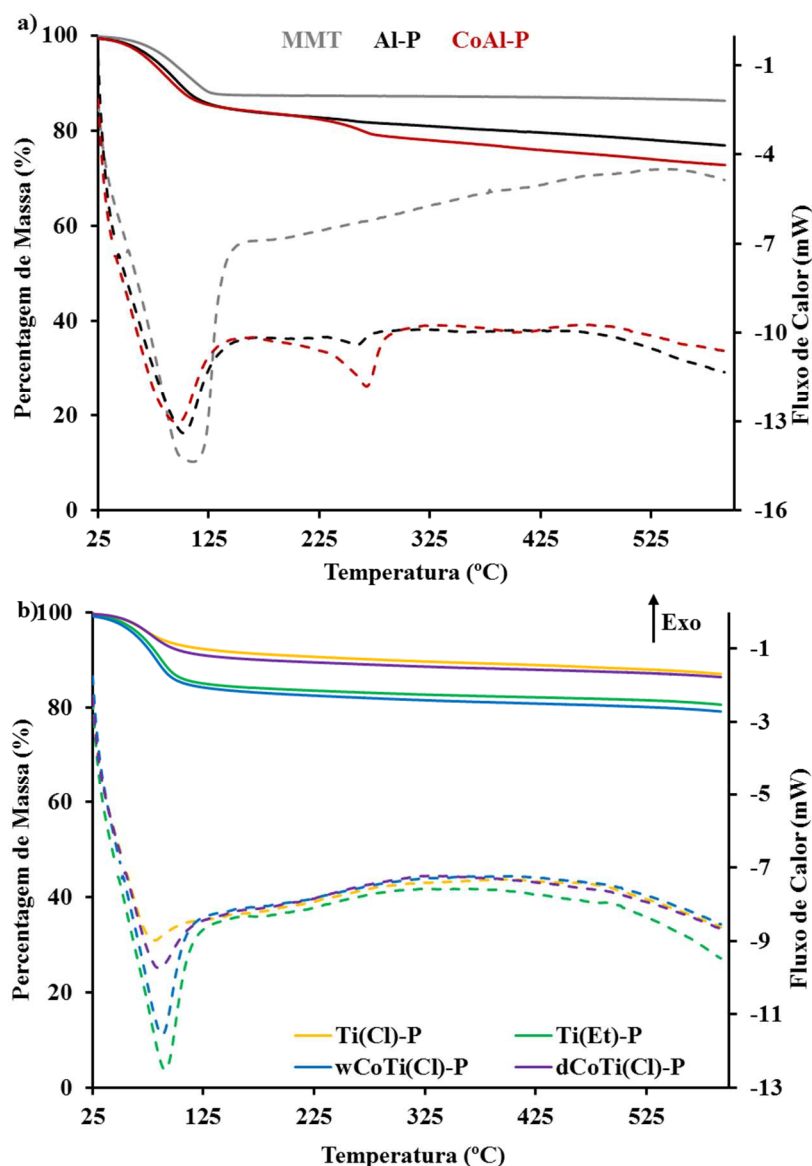 a)
MMT Al-P CoAl-P
100
80
60
40
20
0
Percentagem de Massa (%)
-1
-4
-7
-10
-13
-16
Fluxo de Calor (mW)
25 125 225 325 425 525
Temperatura (ºC)
b)
Exo
100
80
60
40
20
0
Percentagem de Massa (%)
-1
-3
-5
-7
-9
-11
-13
Fluxo de Calor (mW)
Ti(Cl)-P Ti(Et)-P
wCoTi(Cl)-P dCoTi(Cl)-P
25 125 225 325 425 525
Temperatura (ºC)